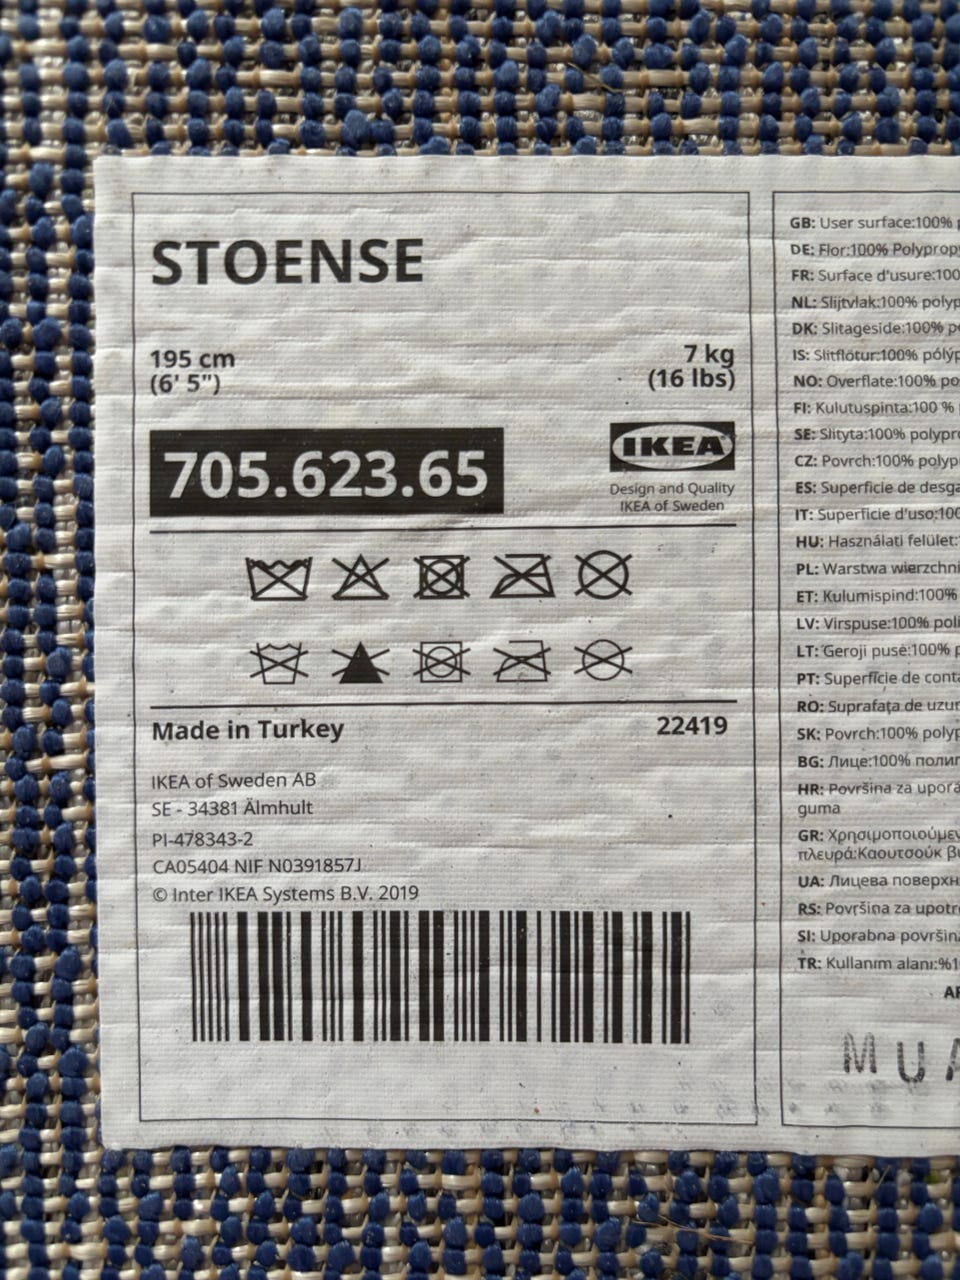 STOENSE
195 cm
(6' 5")
7 kg
(16 lbs)
705.623.65
IKEA
Design and Quality
IKEA of Sweden
Made in Turkey
22419
IKEA of Sweden AB
SE - 34381 Älmhult
PI-478343-2
CA05404 NIF N0391857J
© Inter IKEA Systems B.V. 2019
GB: User surface:100%
DE: Flor:100% Polyprop
FR: Surface d'usure:100
NL: Slijtvlak:100% polyp
DK: Slitageside:100%
IS: Slitflötur:100% pólýp
NO: Overflate:100% po
FI: Kulutuspinta:100 %
SE: Slityta:100% polypro
CZ: Povrch:100% polyp
ES: Superficie de desga
IT: Superficie d'uso:100
HU: Használati felület:
PL: Warstwa wierzchni
ET: Kulumispind:100%
LV: Virspuse:100% poli
LT: Geroji pusė:100%
PT: Superfície de conta
RO: Suprafaţa de uzur
SK: Povrch:100% polyp
BG: Лице:100% полип
HR: Površina za upora
guma
GR: Χρησιμοποιούμεν
πλευρά:Καουτσούκ
UA: Лицева поверхн
RS: Površina za upotr
SI: Uporabna površin
TR: Kullanım alanı:%1
MUA